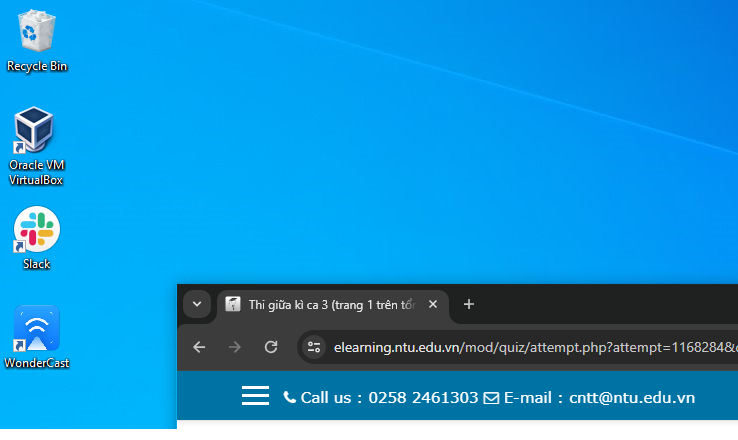 Recycle Bin
Oracle VM
VirtualBox
Slack
WonderCast
Thi giữa kì ca 3 (trang 1 trên tổn
elearning.ntu.edu.vn/mod/quiz/attempt.php?attempt=1168284&c
Call us : 0258 2461303 E-mail : cntt@ntu.edu.vn